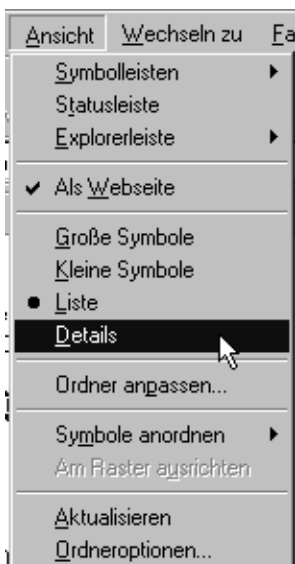 Ansicht Wechseln zu Fa
Symbolleisten
Statusleiste
Explorerleiste
Als Webseite
Große Symbole
Kleine Symbole
Liste
Details
Ordner anpassen...
Symbole anordnen
Am Raster ausrichten
Aktualisieren
Ordneroptionen...